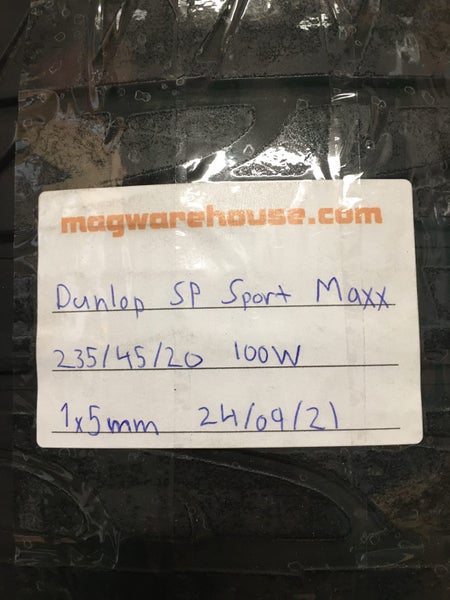 magwarehouse.com
Dunlop SP Sport Maxx
235/45/20 100W
1x5mm 24/09/21